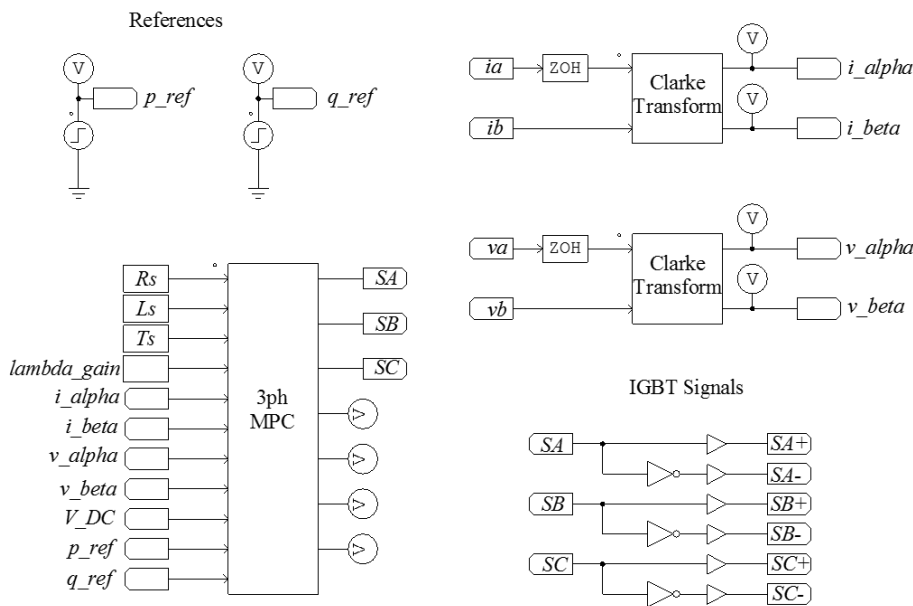 References
V
p_ref
V
q_ref
ia
ZOH
ib
Clarke
Transform
V
i_alpha
V
i_beta
va
ZOH
vb
Clarke
Transform
V
v_alpha
V
v_beta
Rs
Ls
Ts
lambda_gain
i_alpha
i_beta
v_alpha
v_beta
V_DC
p_ref
q_ref
3ph
MPC
SA
SB
SC
V
V
V
V
IGBT Signals
SA
SA+
SA-
SB
SB+
SB-
SC
SC+
SC-